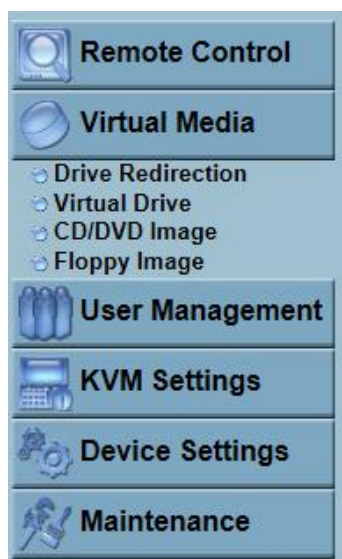 Remote Control
Virtual Media
Drive Redirection
Virtual Drive
CD/DVD Image
Floppy Image
User Management
KVM Settings
Device Settings
Maintenance